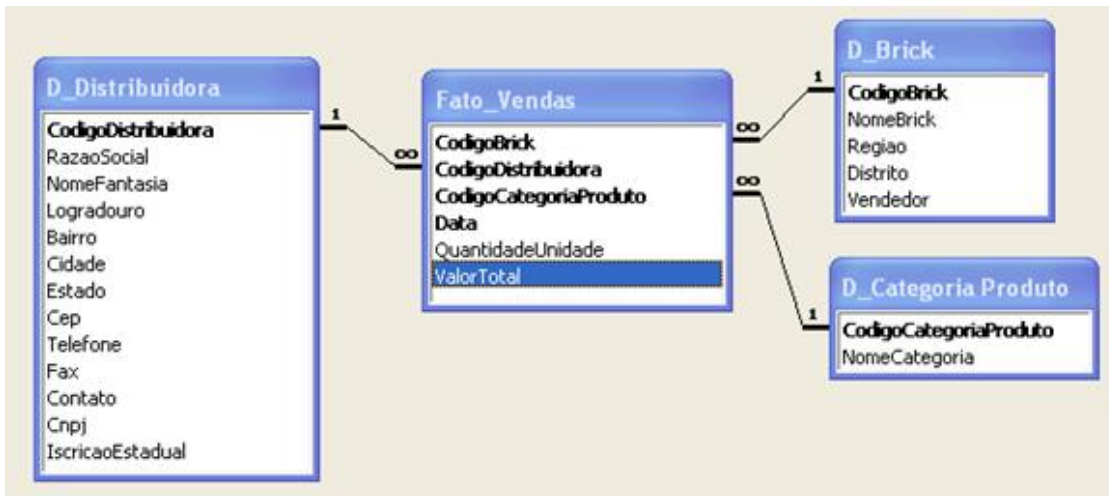 D_Distribuidora
CodigoDistribuidora
RazaoSocial
NomeFantasia
Logradouro
Bairro
Cidade
Estado
Cep
Telefone
Fax
Contato
Cnpj
IscricaoEstadual
1
∞
Fato_Vendas
CodigoBrick
CodigoDistribuidora
CodigoCategoriaProduto
Data
QuantidadeUnidade
ValorTotal
∞
1
∞
1
D_Brick
CodigoBrick
NomeBrick
Regiao
Distrito
Vendedor
D_Categoria Produto
CodigoCategoriaProduto
NomeCategoria